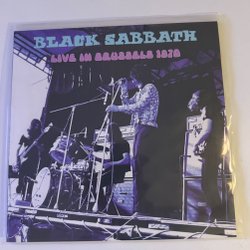 BLACK SABBATH
LIVE IN BRUSSELS 1970